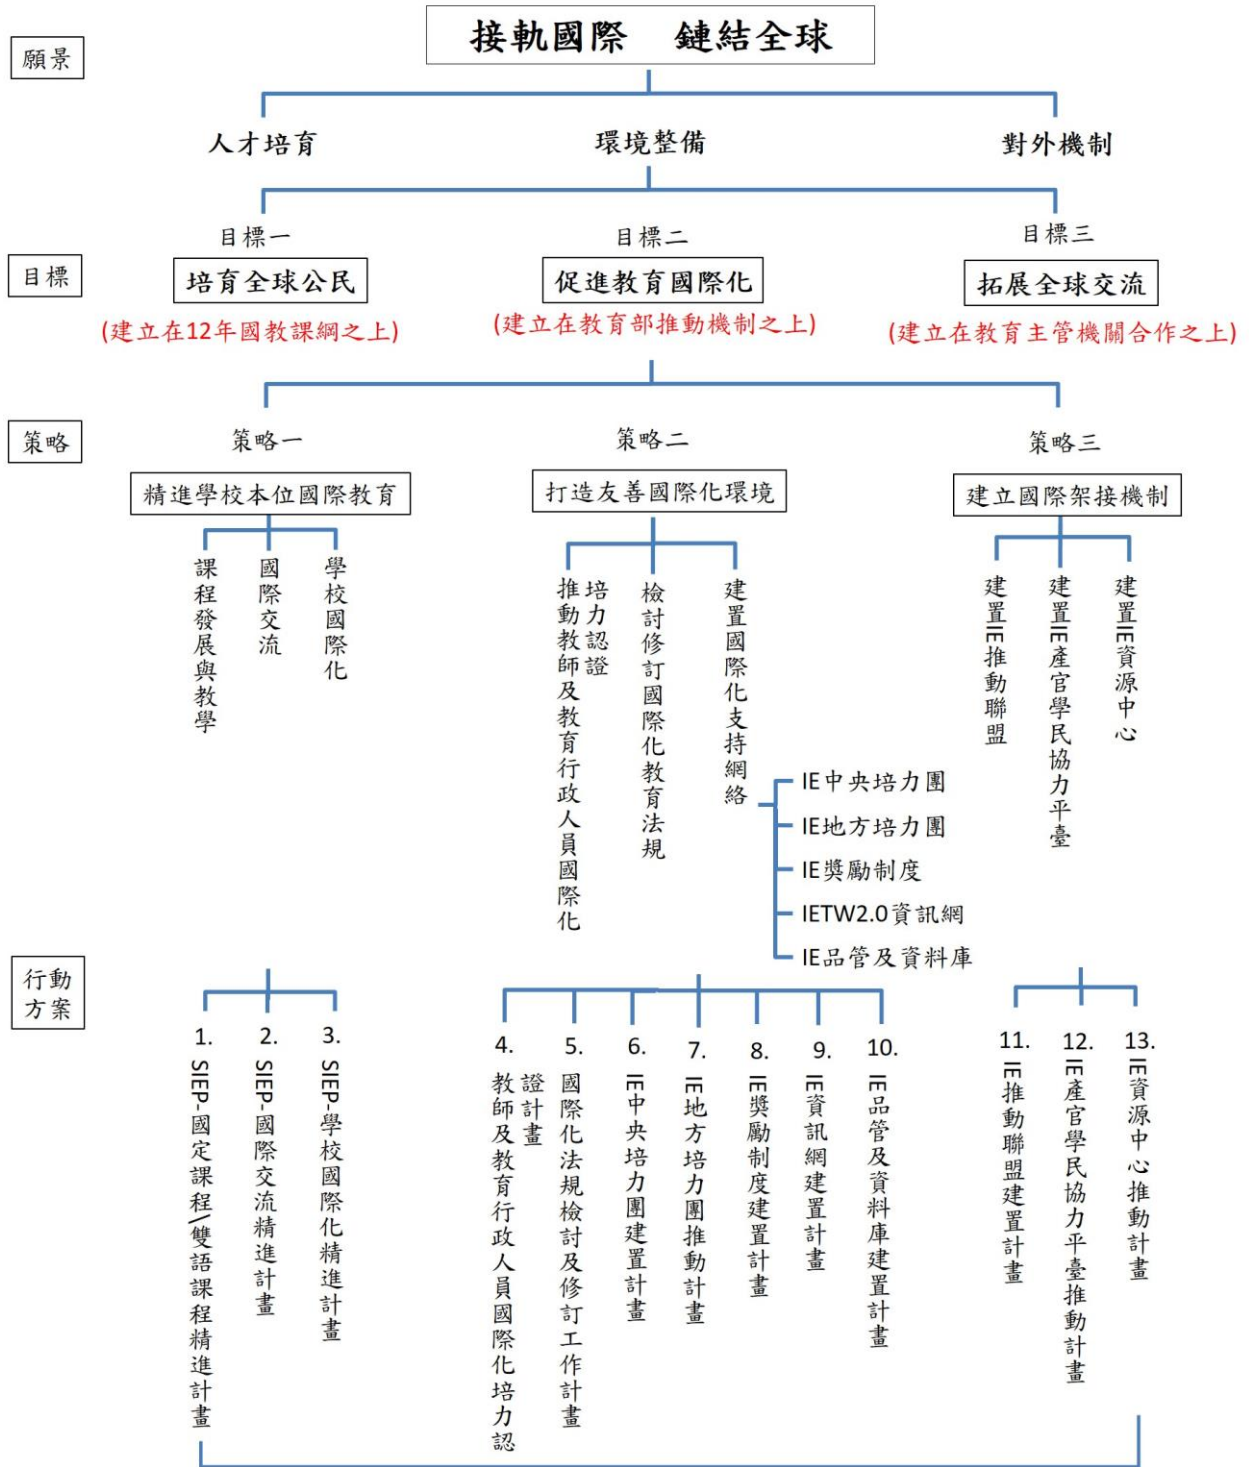 願景
接軌國際　鏈結全球
人才培育
環境整備
對外機制
目標
目標一
目標二
目標三
培育全球公民
促進教育國際化
拓展全球交流
(建立在12年國教課綱之上)
(建立在教育部推動機制之上)
(建立在教育主管機關合作之上)
策略
策略一
策略二
策略三
精進學校本位國際教育
打造友善國際化環境
建立國際架接機制
課程發展與教學
國際交流
學校國際化
推動教師及教育行政人員國際化
培力認證
檢討修訂國際化教育法規
建置國際化支持網絡
IE中央培力團
IE地方培力團
IE獎勵制度
IETW2.0資訊網
IE品管及資料庫
建置IE推動聯盟
建置IE產官學民協力平臺
建置IE資源中心
行動
方案
1.
SIEP-國定課程\雙語課程精進計畫
2.
SIEP-國際交流精進計畫
3.
SIEP-學校國際化精進計畫
4.
教師及教育行政人員國際化培力認
證計畫
5.
國際化法規檢討及修訂工作計畫
6.
IE中央培力團建置計畫
7.
IE地方培力團推動計畫
8.
IE獎勵制度建置計畫
9.
IE資訊網建置計畫
10.
IE品管及資料庫建置計畫
11.
IE推動聯盟建置計畫
12.
IE產官學民協力平臺推動計畫
13.
IE資源中心推動計畫